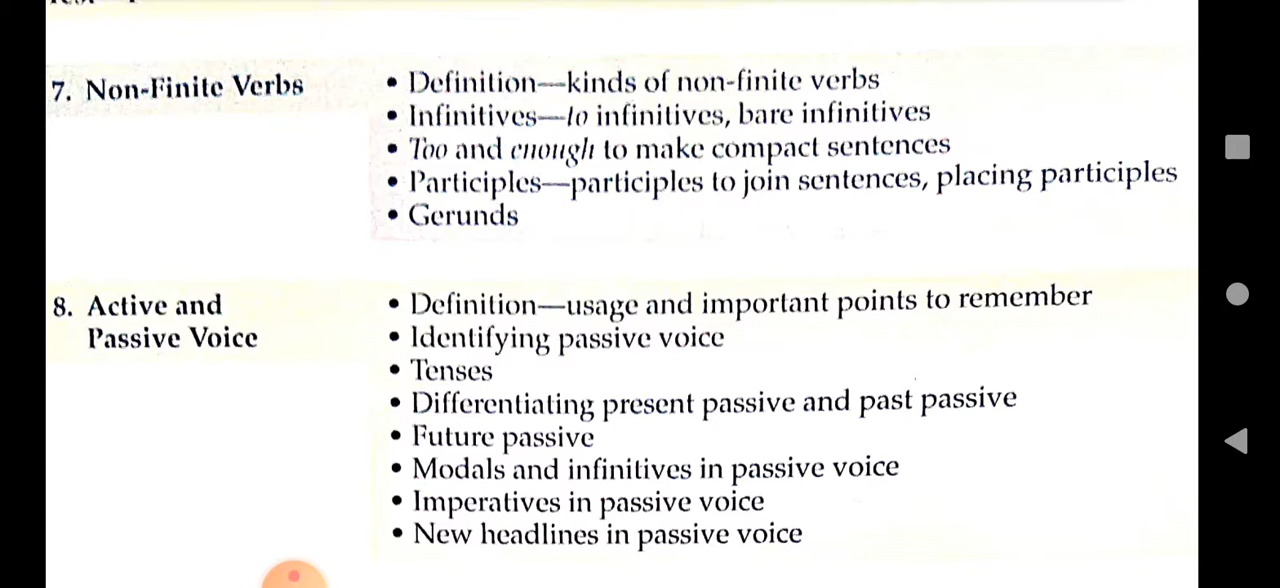 7. Non-Finite Verbs
• Definition—kinds of non-finite verbs
• Infinitives—to infinitives, bare infinitives
• Too and enough to make compact sentences
• Participles—participles to join sentences, placing participles
• Gerunds
8. Active and
Passive Voice
• Definition—usage and important points to remember
• Identifying passive voice
• Tenses
• Differentiating present passive and past passive
• Future passive
• Modals and infinitives in passive voice
• Imperatives in passive voice
• New headlines in passive voice